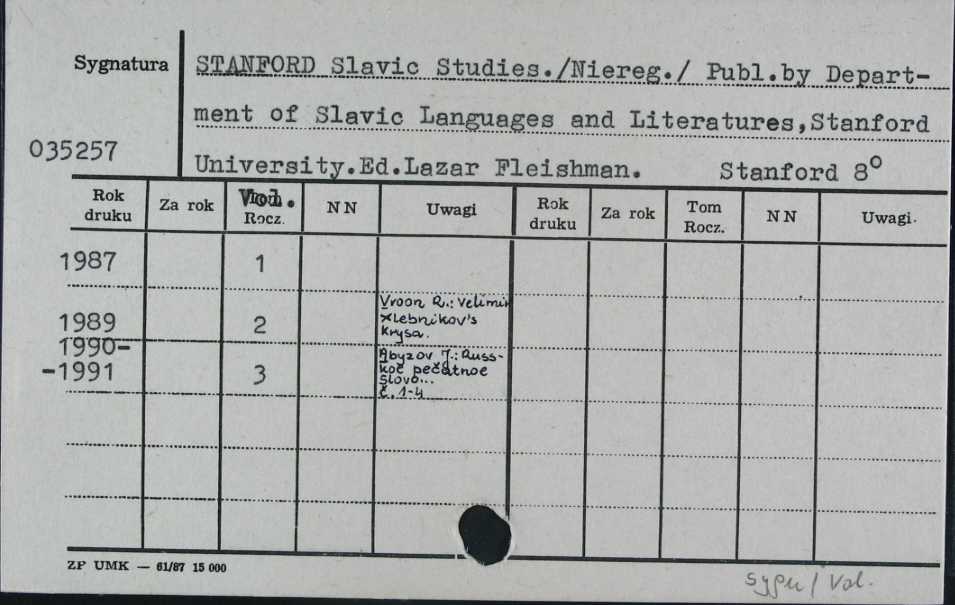 Sygnatura
STANFORD Slavic Studies./Niereg./ Publ.by Depart-
ment of Slavic Languages and Literatures,Stanford
035257
University.Ed.Lazar Fleishman. Stanford 8°
Rok druku Za rok Vol. Rocz. NN Uwagi Rok druku Za rok Tom Rocz. NN Uwagi.
1987 1
Vroon R.: Velimir
1989 2 Xlebnikov's
Krysa.
1990-
Abyzov J.: Russ-
-1991 3 koe pečatnoe
slovo...
č. 1-4
ZP UMK — 61/87 15 000
sygn/Vol.